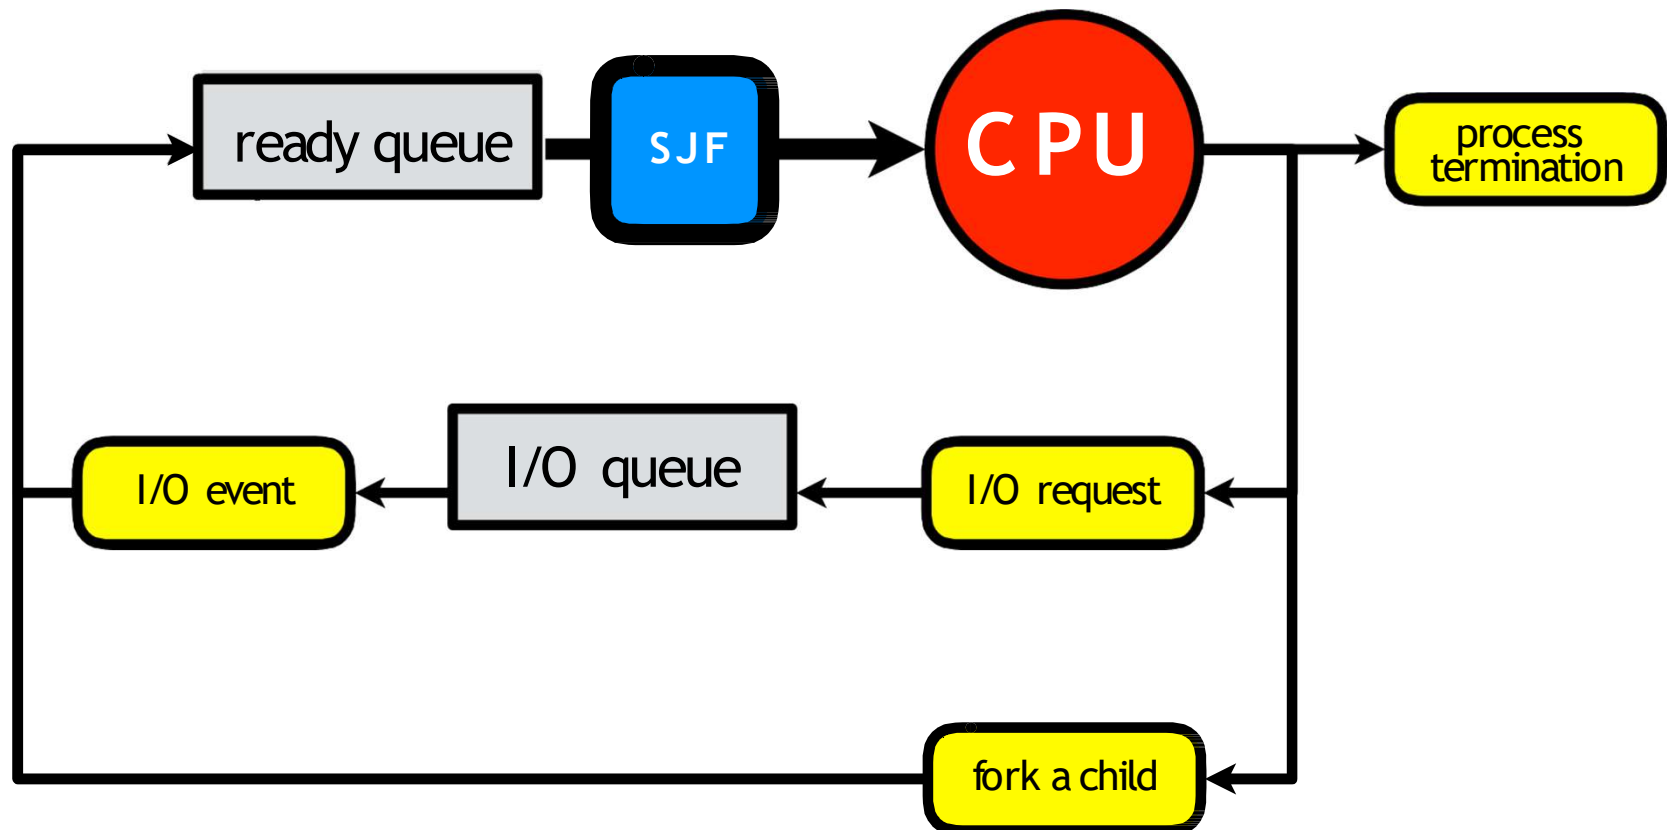 ready queue
SJF
CPU
process
termination
I/O event
I/O queue
I/O request
fork a child